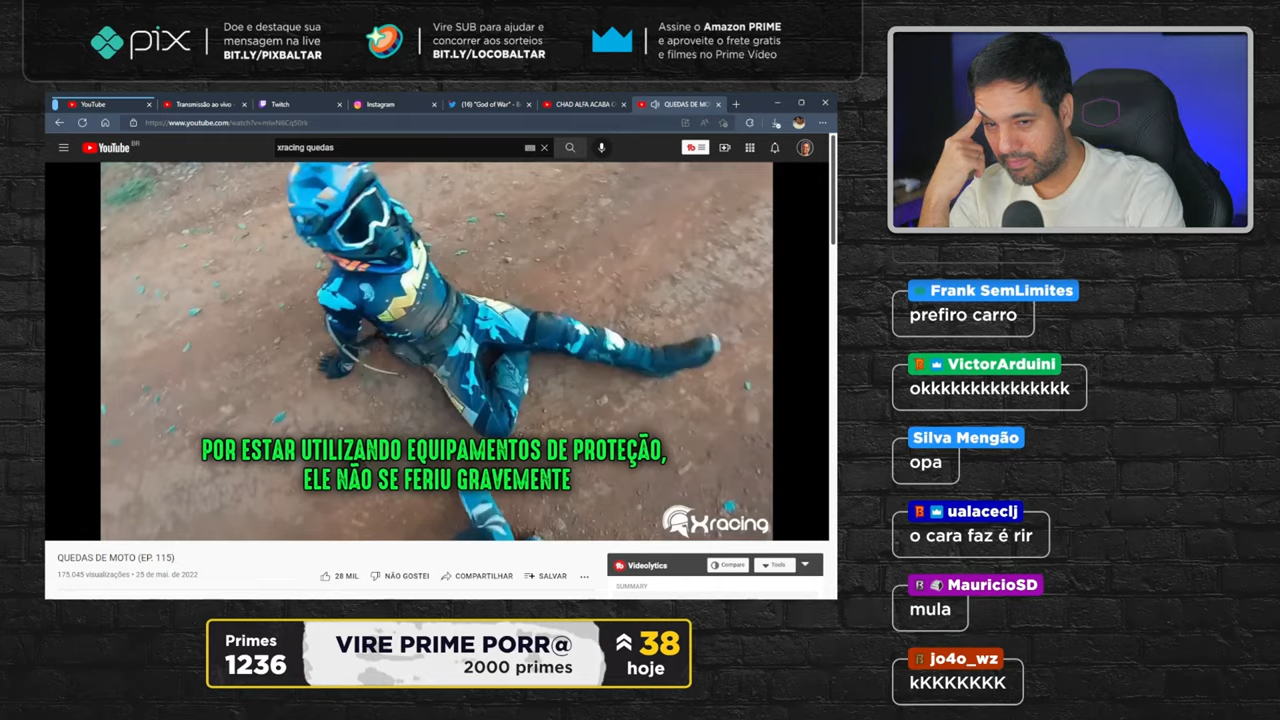 pix
Doe e destaque sua
mensagem na live
BIT.LY/PIXBALTAR
Vire SUB para ajudar e
concorrer aos sorteios
BIT.LY/LOCOBALTAR
Assine o Amazon PRIME
e aproveite o frete gratis
e filmes no Prime Vídeo
YouTube
Transmissão ao vivo
Twitch
Instagram
(16) "God of War" - B
CHAD ALFA ACABA C
QUEDAS DE MO
YouTube BR
xracing quedas
POR ESTAR UTILIZANDO EQUIPAMENTOS DE PROTEÇÃO,
ELE NÃO SE FERIU GRAVEMENTE
Xracing
QUEDAS DE MOTO (EP. 115)
175.045 visualizações • 25 de mai. de 2022
28 MIL
NÃO GOSTEI
COMPARTILHAR
SALVAR
Videolytics
Compare
Tools
SUMMARY
Primes
1236
VIRE PRIME PORR@
2000 primes
38
hoje
Frank SemLimites
prefiro carro
VictorArduini
okkkkkkkkkkkkkkk
Silva Mengão
opa
ualaceclj
o cara faz é rir
MauricioSD
mula
jo4o_wz
kKKKKKKK